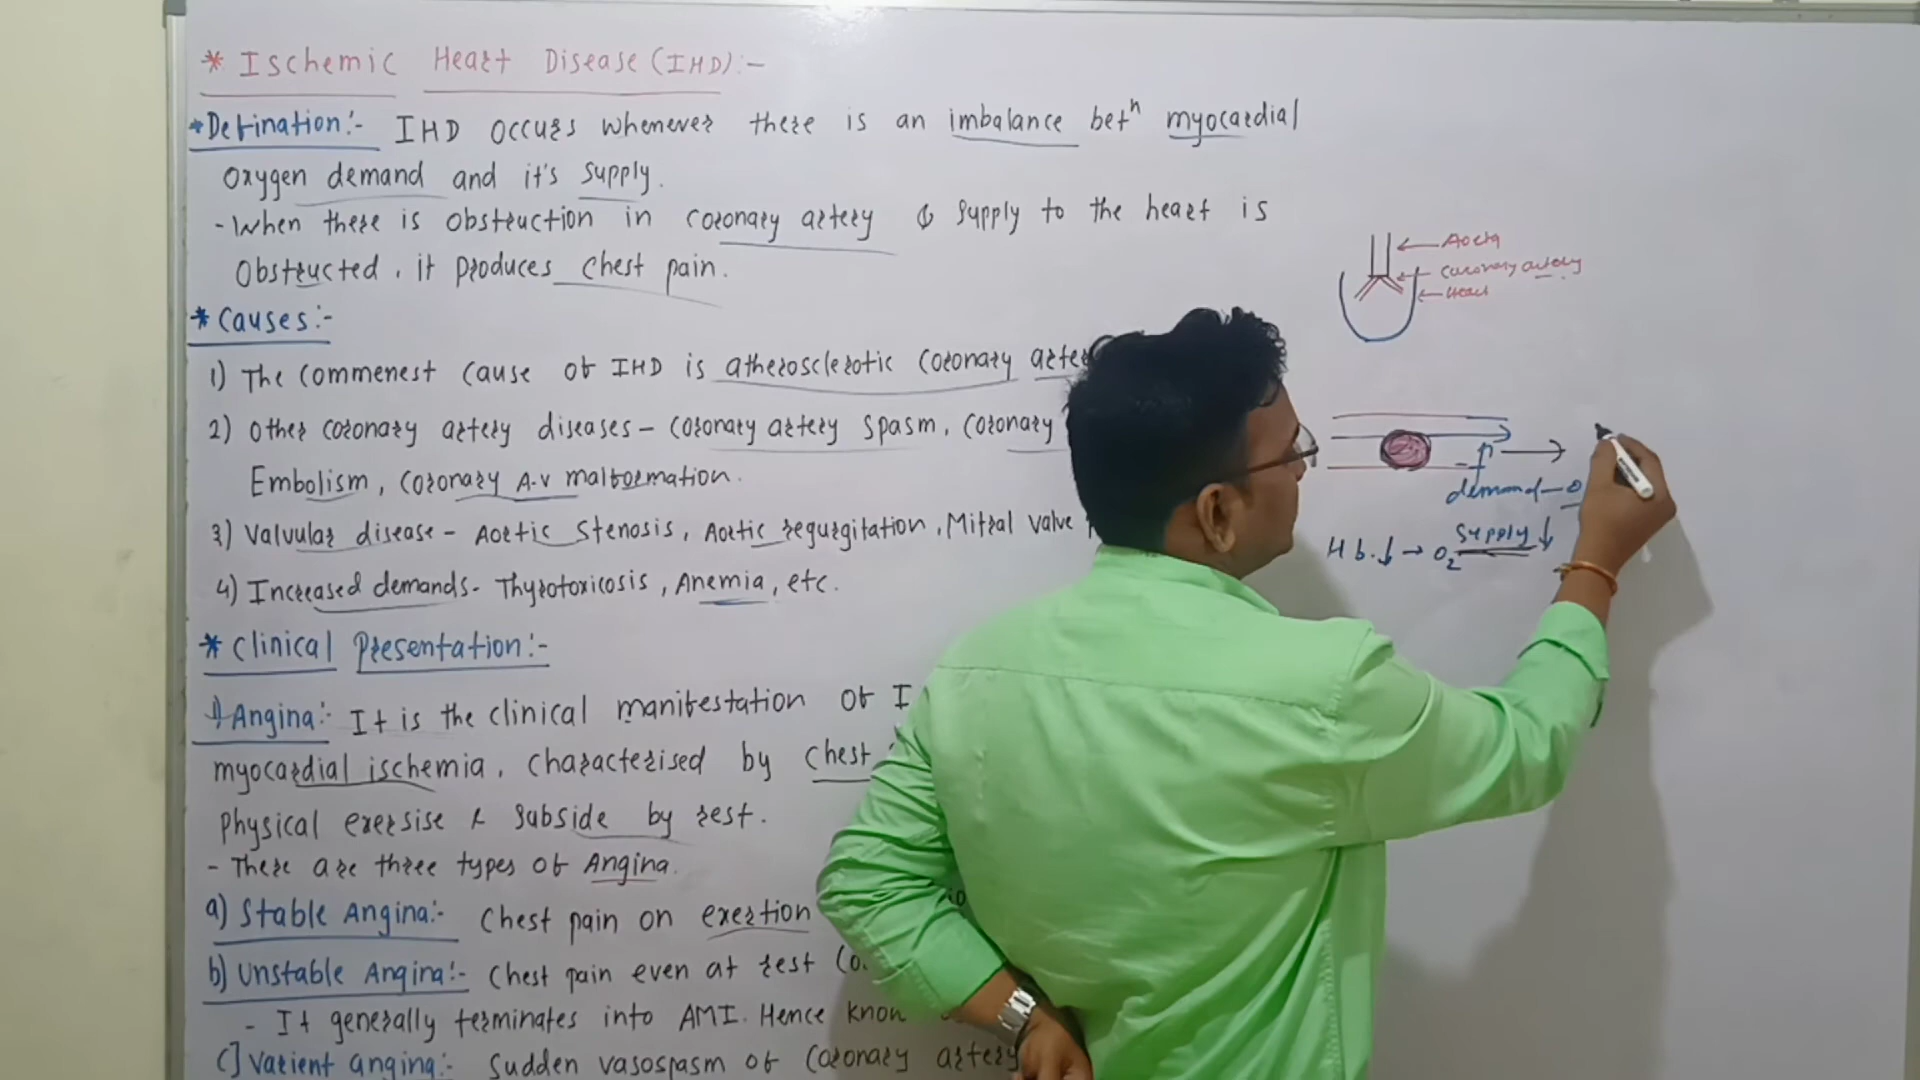 * Ischemic Heart Disease (IHD):-
*Defination:- IHD occurs whenever there is an imbalance betn myocardial
oxygen demand and it's supply.
- When there is obstruction in coronary artery & supply to the heart is
obstructed, it produces chest pain.
* Causes:-
1) The commenest cause of IHD is atherosclerotic coronary
2) Other coronary artery diseases - coronary artery spasm, coronary
Embolism, coronary A-V malformation.
3) Valvular disease - Aortic stenosis, Aortic regurgitation, Mitral valve
4) Increased demands - Thyrotoxicosis, Anemia, etc.
* Clinical Presentation:-
1) Angina:- It is the clinical manifestation of
myocardial ischemia, characterised by chest
physical exersise & subside by rest.
- There are three types of Angina.
a) Stable Angina:- Chest pain on exertion
b) Unstable Angina:- Chest pain even at rest
- It generally terminates into AMI. Hence know
c] Varient angina:- Sudden vasospasm of coronary artery
Aorta
coronary artery
Heart
demand
Hb.↓ → O2 supply ↓